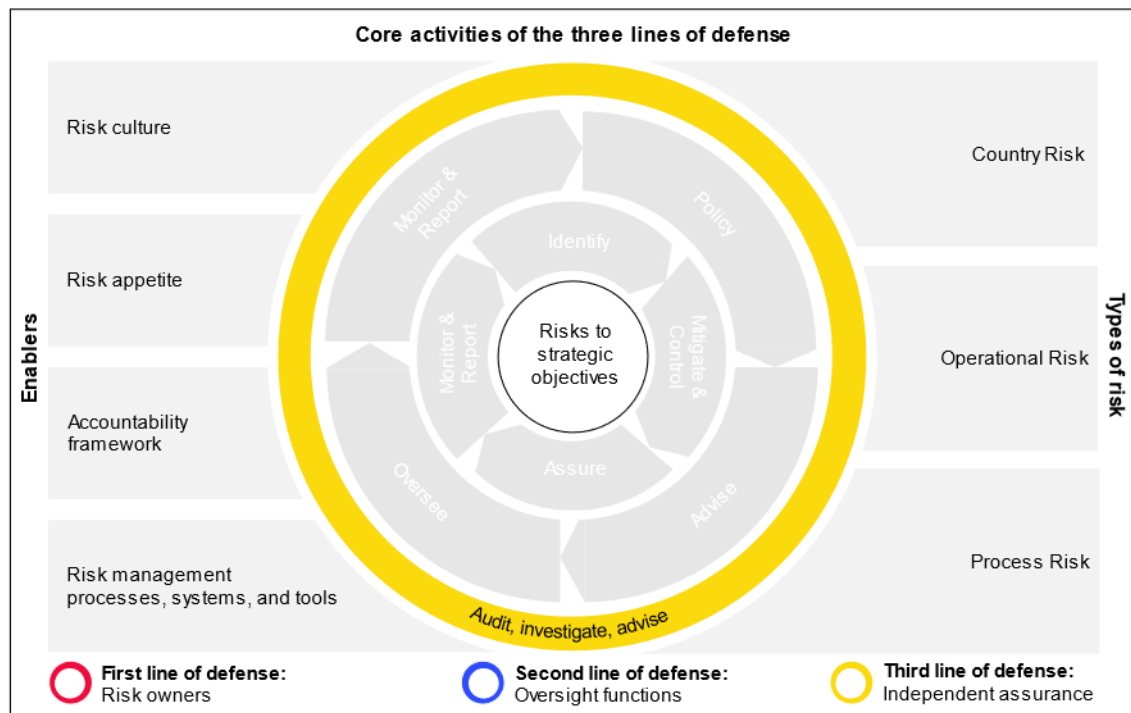 Core activities of the three lines of defense
Enablers
Risk culture
Risk appetite
Accountability
framework
Risk management
processes, systems, and tools
Monitor &
Report
Policy
Advise
Oversee
Identify
Mitigate &
Control
Assure
Monitor &
Report
Risks to
strategic
objectives
Audit, investigate, advise
Types of risk
Country Risk
Operational Risk
Process Risk
First line of defense:
Risk owners
Second line of defense:
Oversight functions
Third line of defense:
Independent assurance